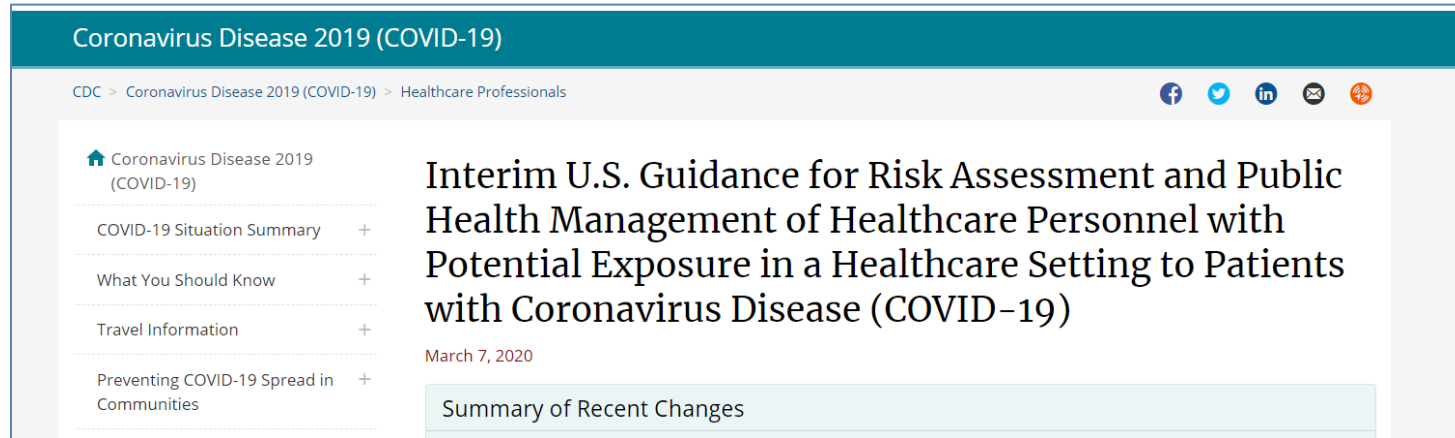 Coronavirus Disease 2019 (COVID-19)
CDC > Coronavirus Disease 2019 (COVID-19) > Healthcare Professionals
Coronavirus Disease 2019
(COVID-19)
COVID-19 Situation Summary +
What You Should Know +
Travel Information +
Preventing COVID-19 Spread in +
Communities
Interim U.S. Guidance for Risk Assessment and Public
Health Management of Healthcare Personnel with
Potential Exposure in a Healthcare Setting to Patients
with Coronavirus Disease (COVID-19)
March 7, 2020
Summary of Recent Changes